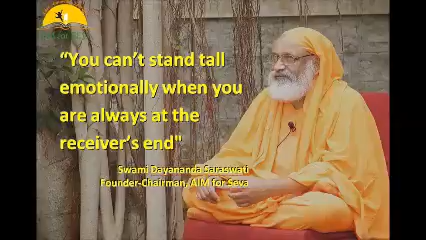 “You can’t stand tall
emotionally when you
are always at the
receiver’s end"
Swami Dayananda Saraswati
Founder-Chairman, AIM for Seva